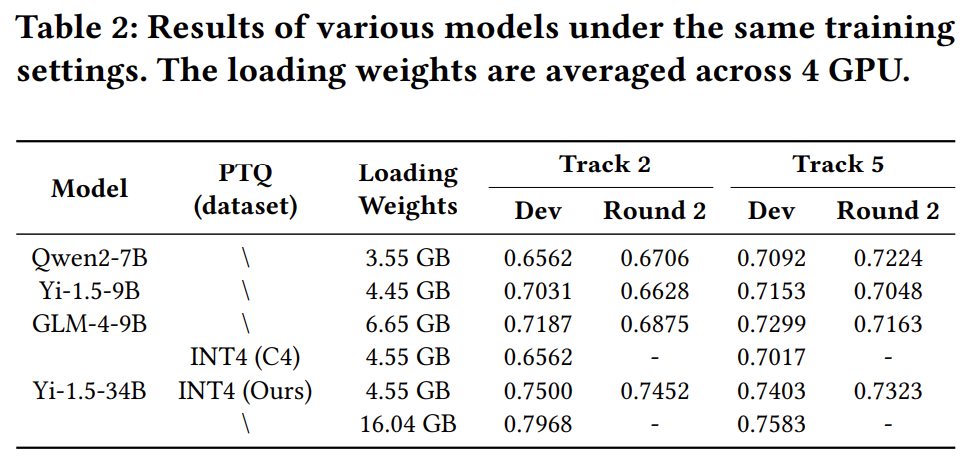 Table 2: Results of various models under the same training
settings. The loading weights are averaged across 4 GPU.
Model PTQ (dataset) Loading Weights Track 2 Track 5
Dev Round 2 Dev Round 2
Qwen2-7B \ 3.55 GB 0.6562 0.6706 0.7092 0.7224
Yi-1.5-9B \ 4.45 GB 0.7031 0.6628 0.7153 0.7048
GLM-4-9B \ 6.65 GB 0.7187 0.6875 0.7299 0.7163
INT4 (C4) 4.55 GB 0.6562 - 0.7017 -
Yi-1.5-34B INT4 (Ours) 4.55 GB 0.7500 0.7452 0.7403 0.7323
\ 16.04 GB 0.7968 - 0.7583 -